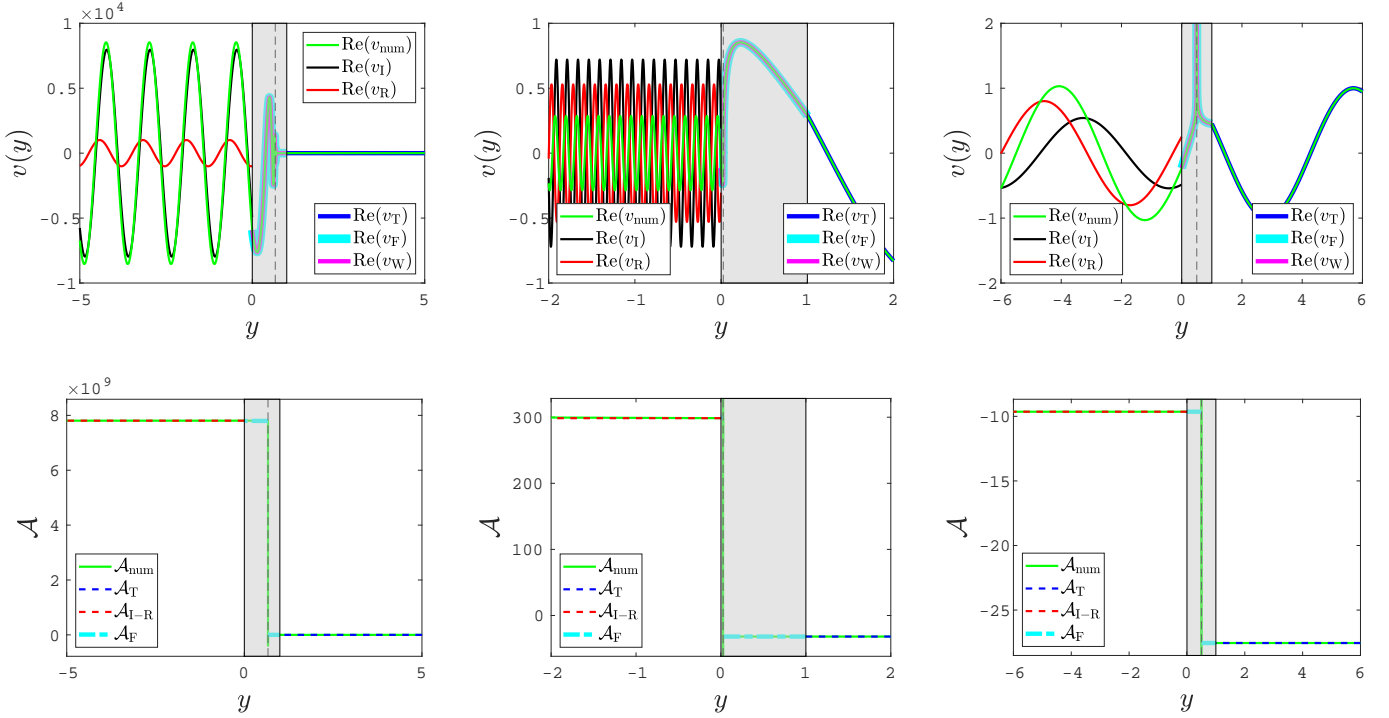 ×10⁴
1
0.5
0
-0.5
-1
-5
0
5
v(y)
y
Re(v_num)
Re(v_I)
Re(v_R)
Re(v_T)
Re(v_F)
Re(v_W)
1
0.5
0
-0.5
-1
-2
-1
0
1
2
v(y)
y
Re(v_num)
Re(v_I)
Re(v_R)
Re(v_T)
Re(v_F)
Re(v_W)
2
1
0
-1
-2
-6
-4
-2
0
2
4
6
v(y)
y
Re(v_num)
Re(v_I)
Re(v_R)
Re(v_T)
Re(v_F)
Re(v_W)
×10⁹
8
6
4
2
0
-5
0
5
𝒜
y
𝒜_num
𝒜_T
𝒜_I−R
𝒜_F
300
200
100
0
-2
-1
0
1
2
𝒜
y
𝒜_num
𝒜_T
𝒜_I−R
𝒜_F
-10
-15
-20
-25
-6
-4
-2
0
2
4
6
𝒜
y
𝒜_num
𝒜_T
𝒜_I−R
𝒜_F